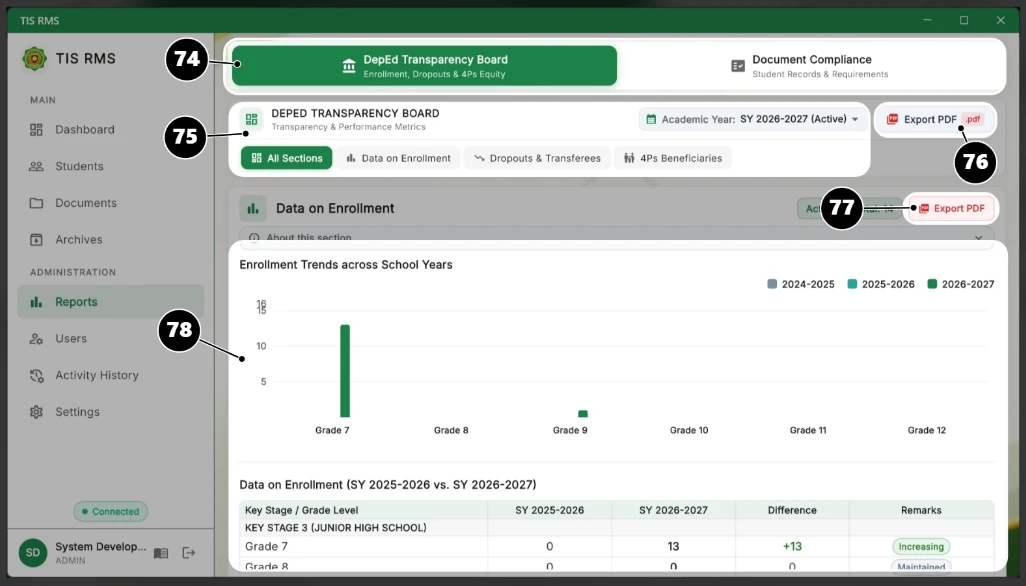 TIS RMS
TIS RMS
MAIN
Dashboard
Students
Documents
Archives
ADMINISTRATION
Reports
Users
Activity History
Settings
Connected
SD
System Develop...
ADMIN
74
DepEd Transparency Board
Enrollment, Dropouts & 4Ps Equity
Document Compliance
Student Records & Requirements
75
DEPED TRANSPARENCY BOARD
Transparency & Performance Metrics
Academic Year: SY 2026-2027 (Active)
Export PDF .pdf
76
All Sections
Data on Enrollment
Dropouts & Transferees
4Ps Beneficiaries
Data on Enrollment
77
14
Export PDF
About this section
78
Enrollment Trends across School Years
2024-2025 2025-2026 2026-2027
16
15
10
5
Grade 7 Grade 8 Grade 9 Grade 10 Grade 11 Grade 12
Data on Enrollment (SY 2025-2026 vs. SY 2026-2027)
Key Stage / Grade Level SY 2025-2026 SY 2026-2027 Difference Remarks
KEY STAGE 3 (JUNIOR HIGH SCHOOL)
Grade 7 0 13 +13 Increasing
Grade 8 0 0 0 Maintained